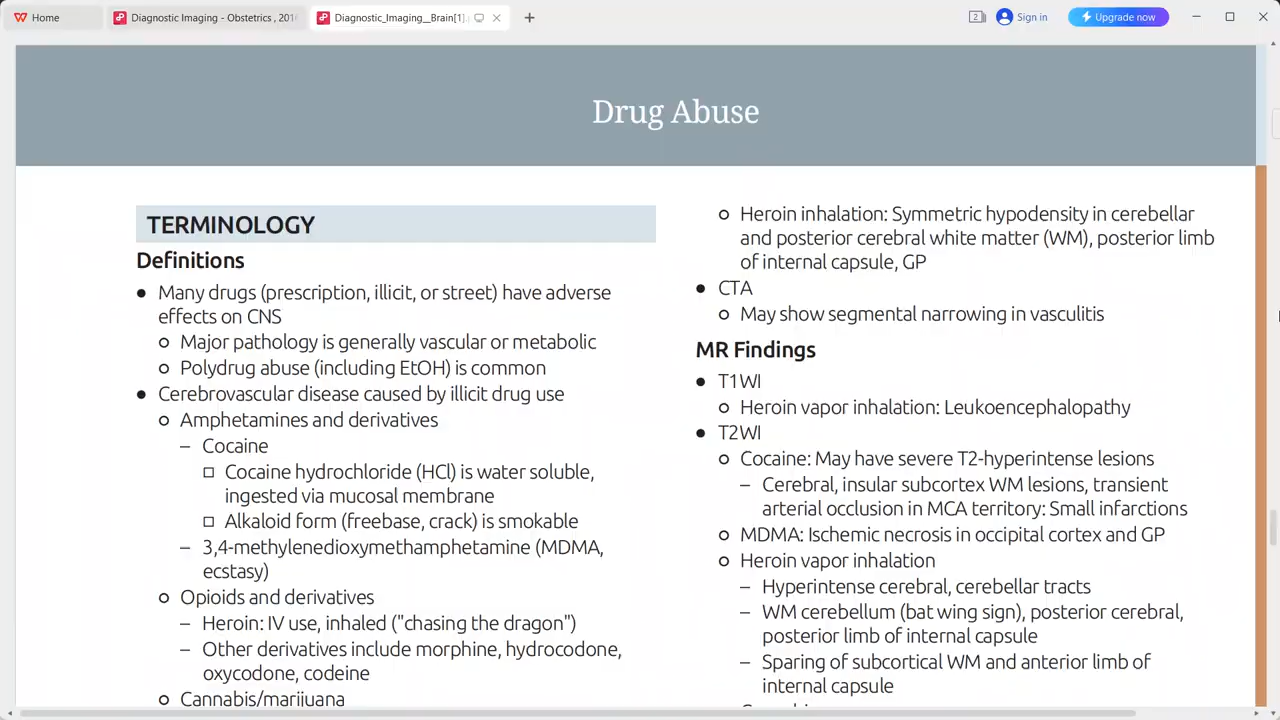 Home
Diagnostic Imaging - Obstetrics , 201
Diagnostic_Imaging__Brain[1].
Sign in
Upgrade now
Drug Abuse
TERMINOLOGY
Definitions
● Many drugs (prescription, illicit, or street) have adverse
effects on CNS
○ Major pathology is generally vascular or metabolic
○ Polydrug abuse (including EtOH) is common
● Cerebrovascular disease caused by illicit drug use
○ Amphetamines and derivatives
– Cocaine
□ Cocaine hydrochloride (HCl) is water soluble,
ingested via mucosal membrane
□ Alkaloid form (freebase, crack) is smokable
– 3,4-methylenedioxymethamphetamine (MDMA,
ecstasy)
○ Opioids and derivatives
– Heroin: IV use, inhaled ("chasing the dragon")
– Other derivatives include morphine, hydrocodone,
oxycodone, codeine
○ Cannabis/marijuana
○ Heroin inhalation: Symmetric hypodensity in cerebellar
and posterior cerebral white matter (WM), posterior limb
of internal capsule, GP
● CTA
○ May show segmental narrowing in vasculitis
MR Findings
● T1WI
○ Heroin vapor inhalation: Leukoencephalopathy
● T2WI
○ Cocaine: May have severe T2-hyperintense lesions
– Cerebral, insular subcortex WM lesions, transient
arterial occlusion in MCA territory: Small infarctions
○ MDMA: Ischemic necrosis in occipital cortex and GP
○ Heroin vapor inhalation
– Hyperintense cerebral, cerebellar tracts
– WM cerebellum (bat wing sign), posterior cerebral,
posterior limb of internal capsule
– Sparing of subcortical WM and anterior limb of
internal capsule